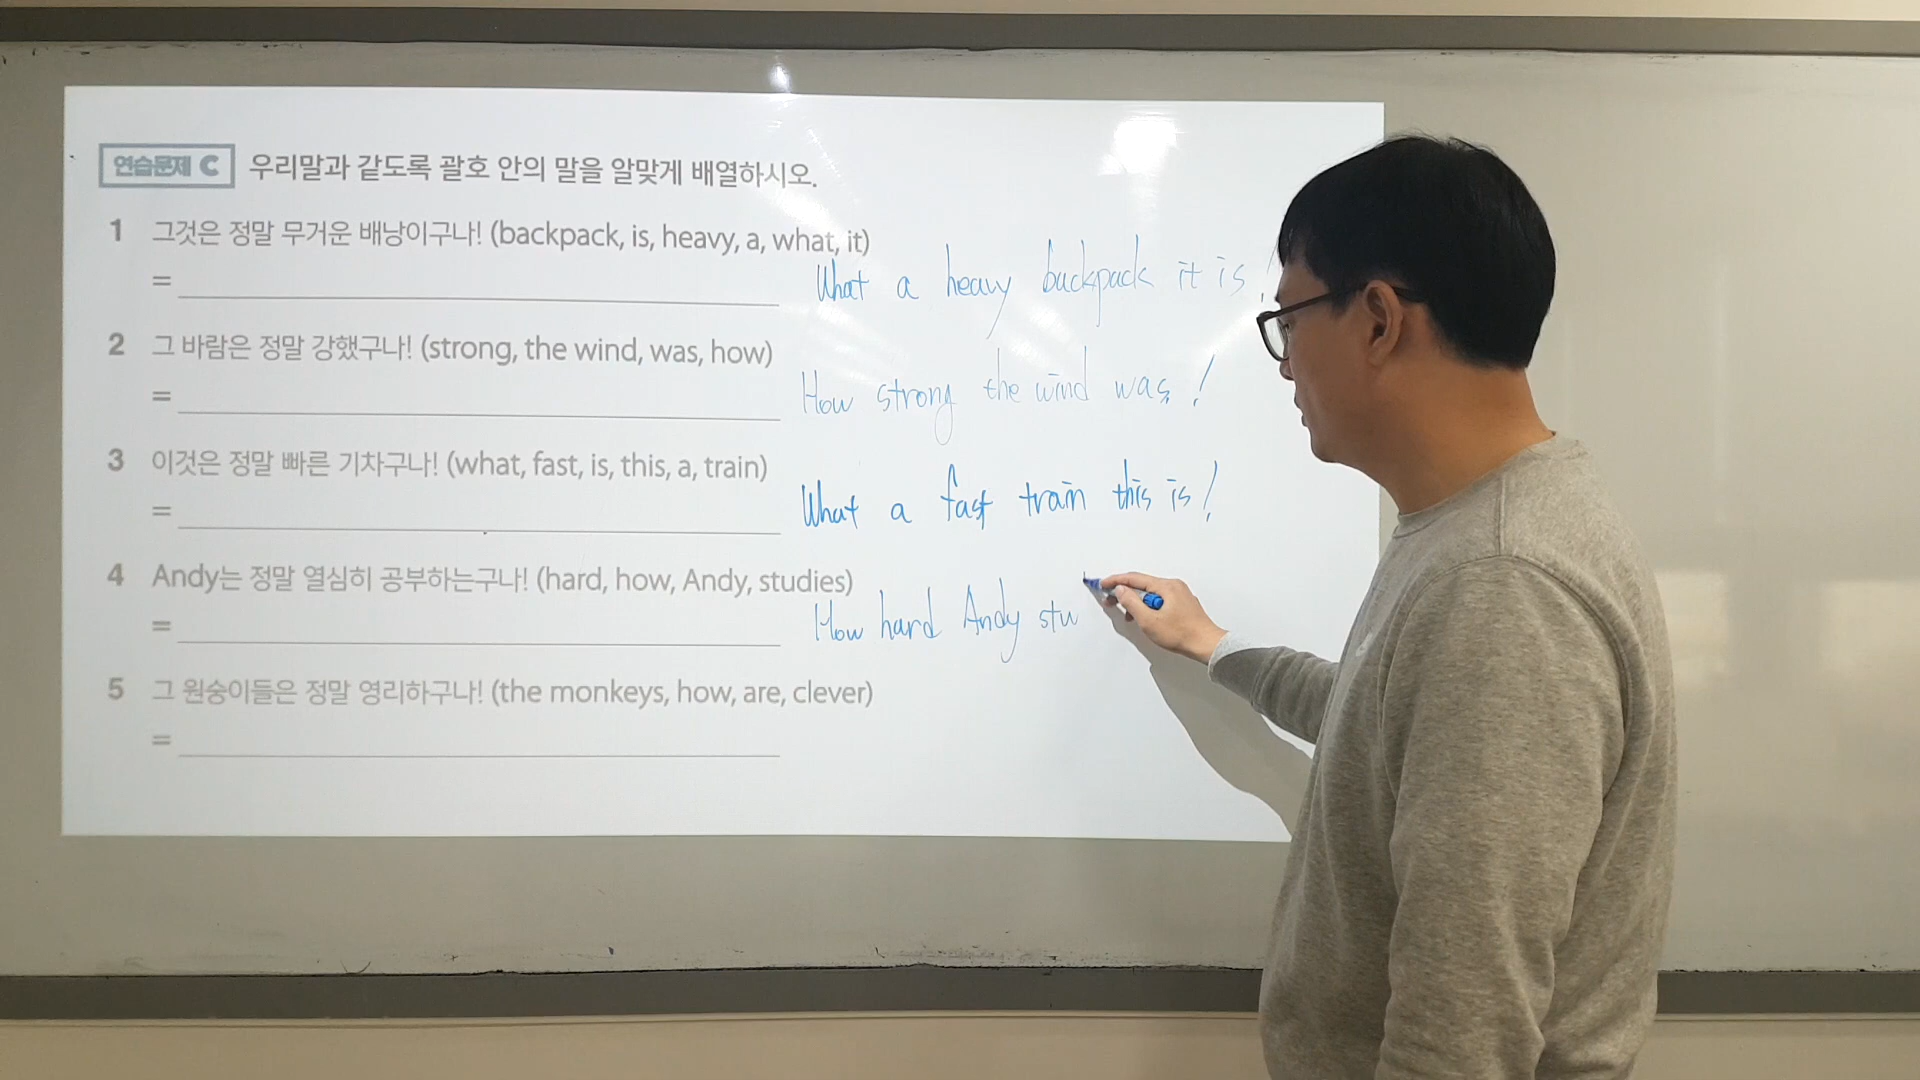 연습문제 C 우리말과 같도록 괄호 안의 말을 알맞게 배열하시오.
1 그것은 정말 무거운 배낭이구나! (backpack, is, heavy, a, what, it)
= What a heavy backpack it is!
2 그 바람은 정말 강했구나! (strong, the wind, was, how)
= How strong the wind was!
3 이것은 정말 빠른 기차구나! (what, fast, is, this, a, train)
= What a fast train this is!
4 Andy는 정말 열심히 공부하는구나! (hard, how, Andy, studies)
= How hard Andy stu
5 그 원숭이들은 정말 영리하구나! (the monkeys, how, are, clever)
=